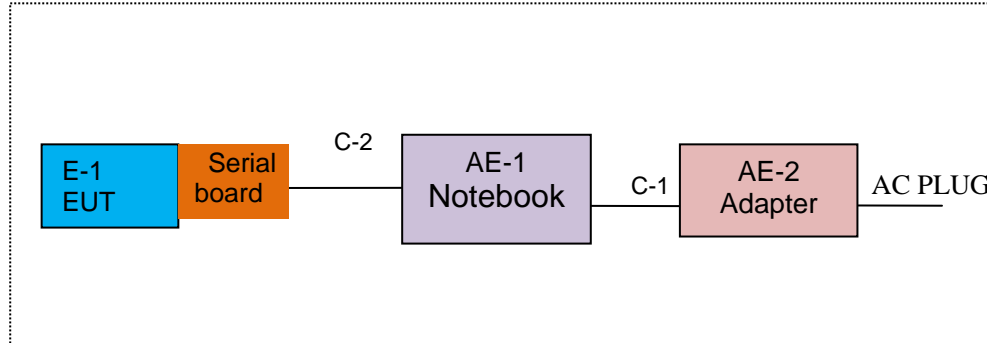 E-1
EUT
Serial
board
C-2
AE-1
Notebook
C-1
AE-2
Adapter
AC PLUG